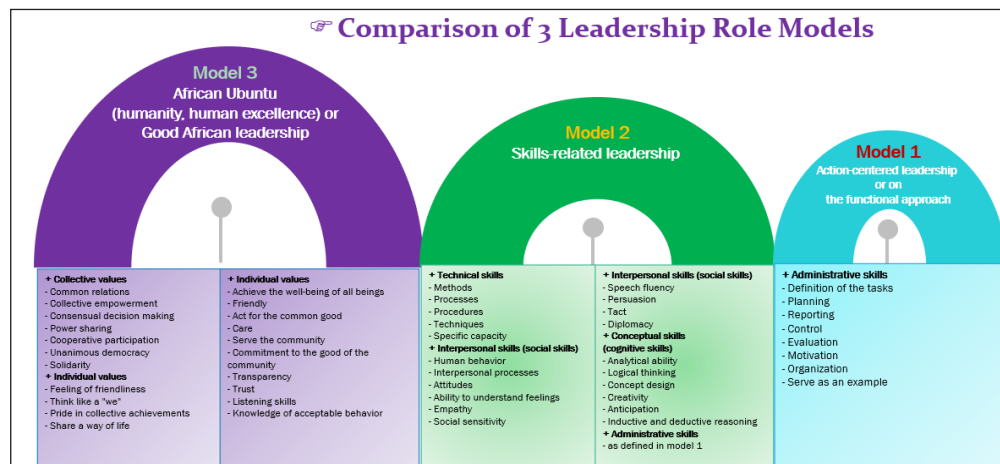 ☞ Comparison of 3 Leadership Role Models
Model 3
African Ubuntu
(humanity, human excellence) or
Good African leadership
+ Collective values
- Common relations
- Collective empowerment
- Consensual decision making
- Power sharing
- Cooperative participation
- Unanimous democracy
- Solidarity
+ Individual values
- Feeling of friendliness
- Think like a "we"
- Pride in collective achievements
- Share a way of life
+ Individual values
- Achieve the well-being of all beings
- Friendly
- Act for the common good
- Care
- Serve the community
- Commitment to the good of the
community
- Transparency
- Trust
- Listening skills
- Knowledge of acceptable behavior
Model 2
Skills-related leadership
+ Technical skills
- Methods
- Processes
- Procedures
- Techniques
- Specific capacity
+ Interpersonal skills (social skills)
- Human behavior
- Interpersonal processes
- Attitudes
- Ability to understand feelings
- Empathy
- Social sensitivity
+ Interpersonal skills (social skills)
- Speech fluency
- Persuasion
- Tact
- Diplomacy
+ Conceptual skills
(cognitive skills)
- Analytical ability
- Logical thinking
- Concept design
- Creativity
- Anticipation
- Inductive and deductive reasoning
+ Administrative skills
- as defined in model 1
Model 1
Action-centered leadership
or on
the functional approach
+ Administrative skills
- Definition of the tasks
- Planning
- Reporting
- Control
- Evaluation
- Motivation
- Organization
- Serve as an example